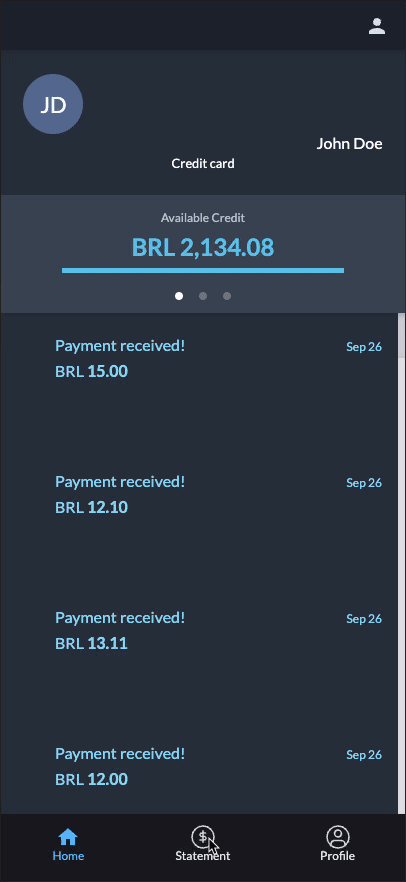 JD
John Doe
Credit card
Available Credit
BRL 2,134.08
Payment received!
Sep 26
BRL 15.00
Payment received!
Sep 26
BRL 12.10
Payment received!
Sep 26
BRL 13.11
Payment received!
Sep 26
BRL 12.00
$
Home
Statement
Profile